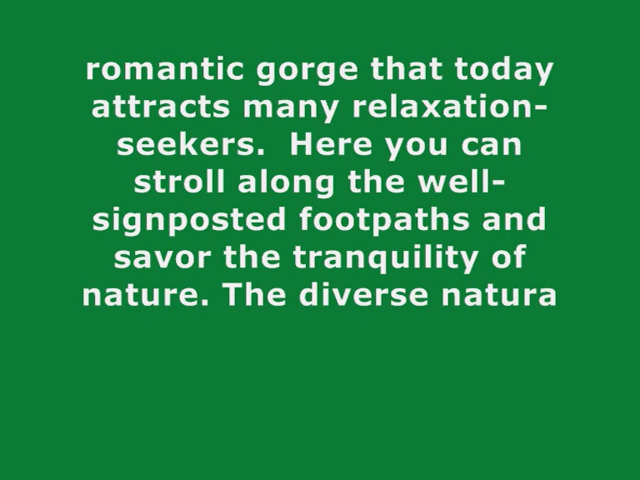 romantic gorge that today
attracts many relaxation-
seekers.  Here you can
stroll along the well-
signposted footpaths and
savor the tranquility of
nature. The diverse natura